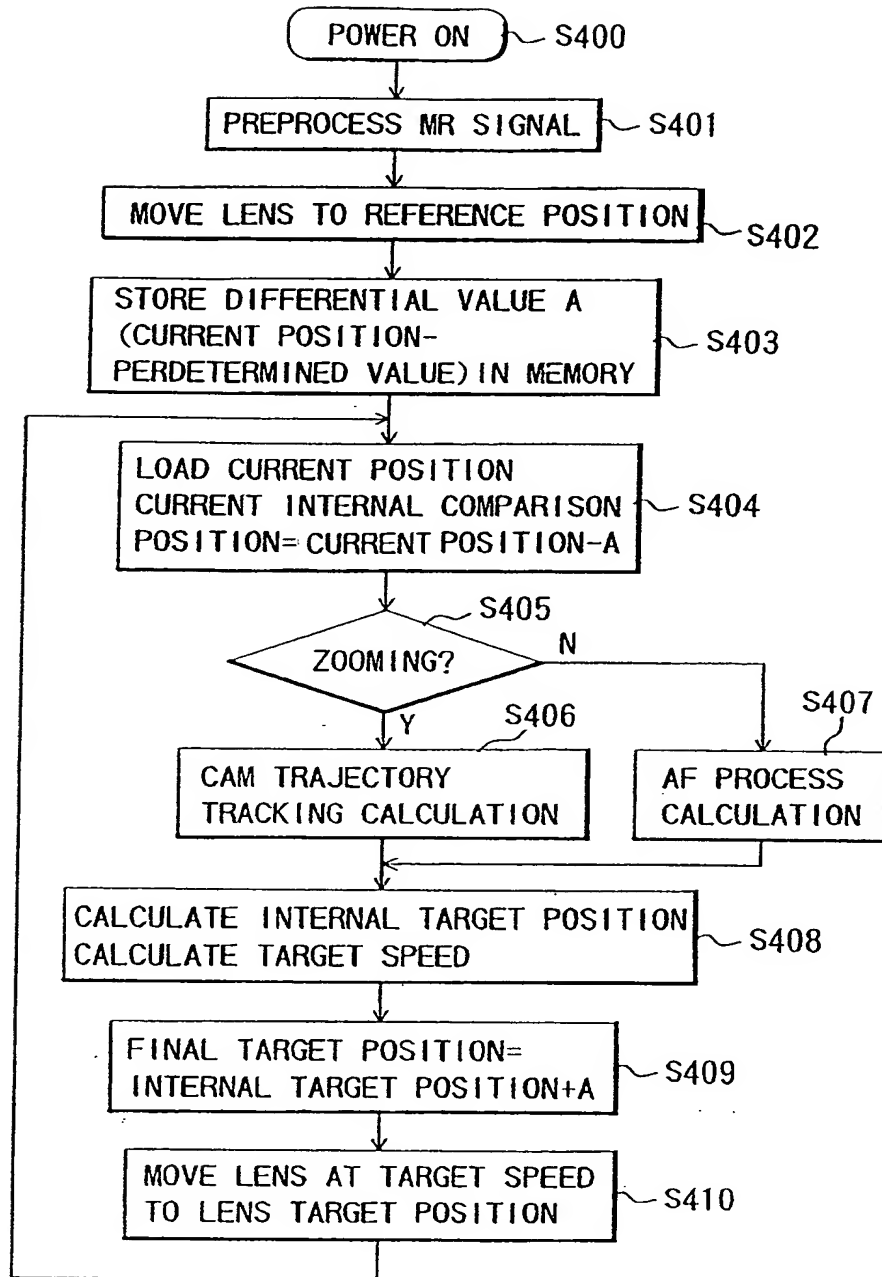 POWER ON
S400
PREPROCESS MR SIGNAL
S401
MOVE LENS TO REFERENCE POSITION
S402
STORE DIFFERENTIAL VALUE A
(CURRENT POSITION-
PERDETERMINED VALUE) IN MEMORY
S403
LOAD CURRENT POSITION
CURRENT INTERNAL COMPARISON
POSITION=CURRENT POSITION-A
S404
S405
ZOOMING?
N
Y
S406
S407
CAM TRAJECTORY
TRACKING CALCULATION
AF PROCESS
CALCULATION
CALCULATE INTERNAL TARGET POSITION
CALCULATE TARGET SPEED
S408
FINAL TARGET POSITION=
INTERNAL TARGET POSITION+A
S409
MOVE LENS AT TARGET SPEED
TO LENS TARGET POSITION
S410